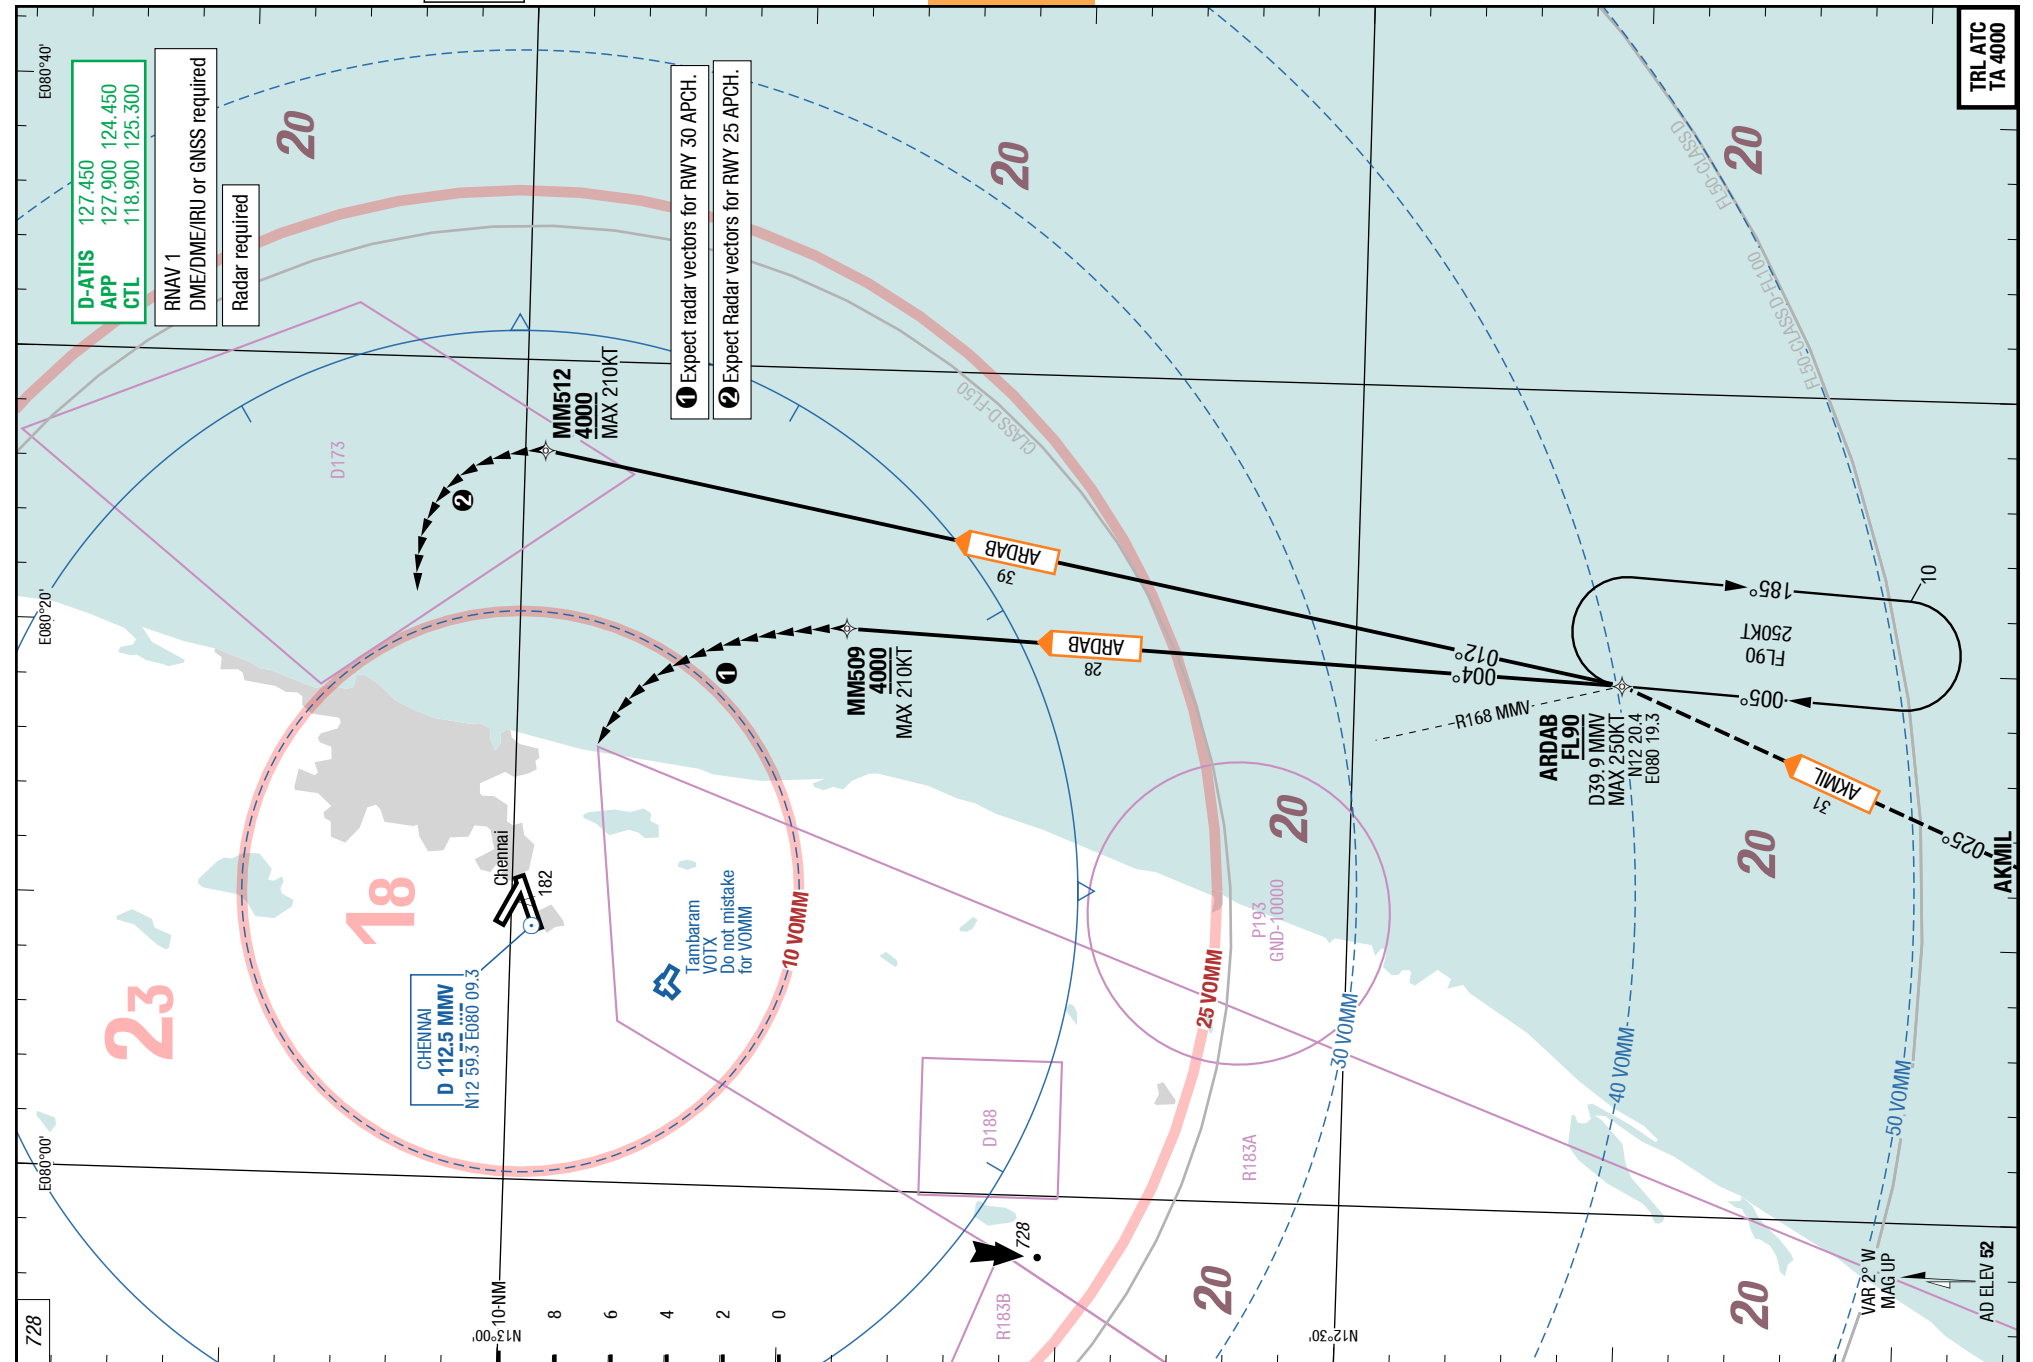 TRL ATC
TA 4000
D-ATIS 127.450
APP 127.900 124.450
CTL 118.900 125.300
RNAV 1
DME/DME/IRU or GNSS required
Radar required
❶ Expect radar vectors for RWY 30 APCH.
❷ Expect Radar vectors for RWY 25 APCH.
E080°40'
E080°20'
E080°00'
20
20
20
20
20
20
20
18
23
D173
MM512
4000
MAX 210KT
❷
❶
MM509
4000
MAX 210KT
ARDAB
39
ARDAB
28
012°
004°
R168 MMV
ARDAB
FL90
D39.9 MMV
MAX 250KT
N12 20.4
E080 19.3
185°
10
250KT
FL90
005°
AKMIL
31
025°
AKMIL
CLASS D-FL50
FL50-CLASS D
FL50-CLASS D-FL100
Chennai
182
CHENNAI
D 112.5 MMV
N12 59.3 E080 09.3
Tambaram
VOTX
Do not mistake
for VOMM
10 VOMM
25 VOMM
30 VOMM
40 VOMM
50 VOMM
P193
GND-10000
D188
R183A
R183B
728
728
10 NM
8
6
4
2
0
N13°00'
N12°30'
VAR 2° W
MAG UP
AD ELEV 52